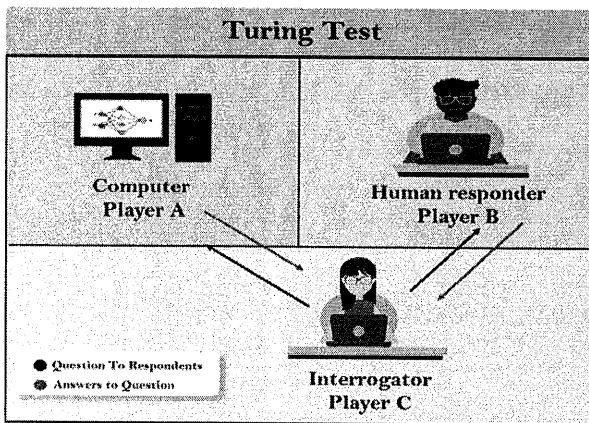 Turing Test
Computer
Player A
Human responder
Player B
Question To Respondents
Answers to Question
Interrogator
Player C